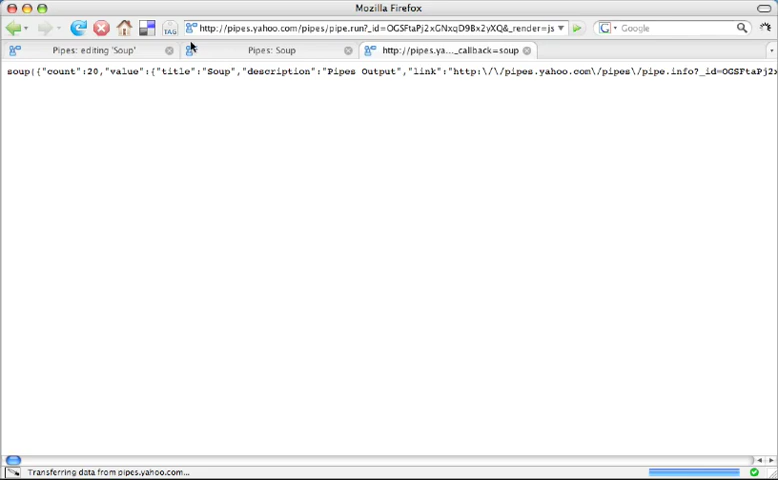 Mozilla Firefox
TAG
http://pipes.yahoo.com/pipes/pipe.run?_id=OGSFtaPj2xGNxqD9Bx2yXQ&_render=js
Google
Pipes: editing 'Soup'
Pipes: Soup
http://pipes.ya..._callback=soup
soup({"count":20,"value":{"title":"Soup","description":"Pipes Output","link":"http:\/\/pipes.yahoo.com\/pipes\/pipe.info?_id=OGSFtaPj2x
Transferring data from pipes.yahoo.com...